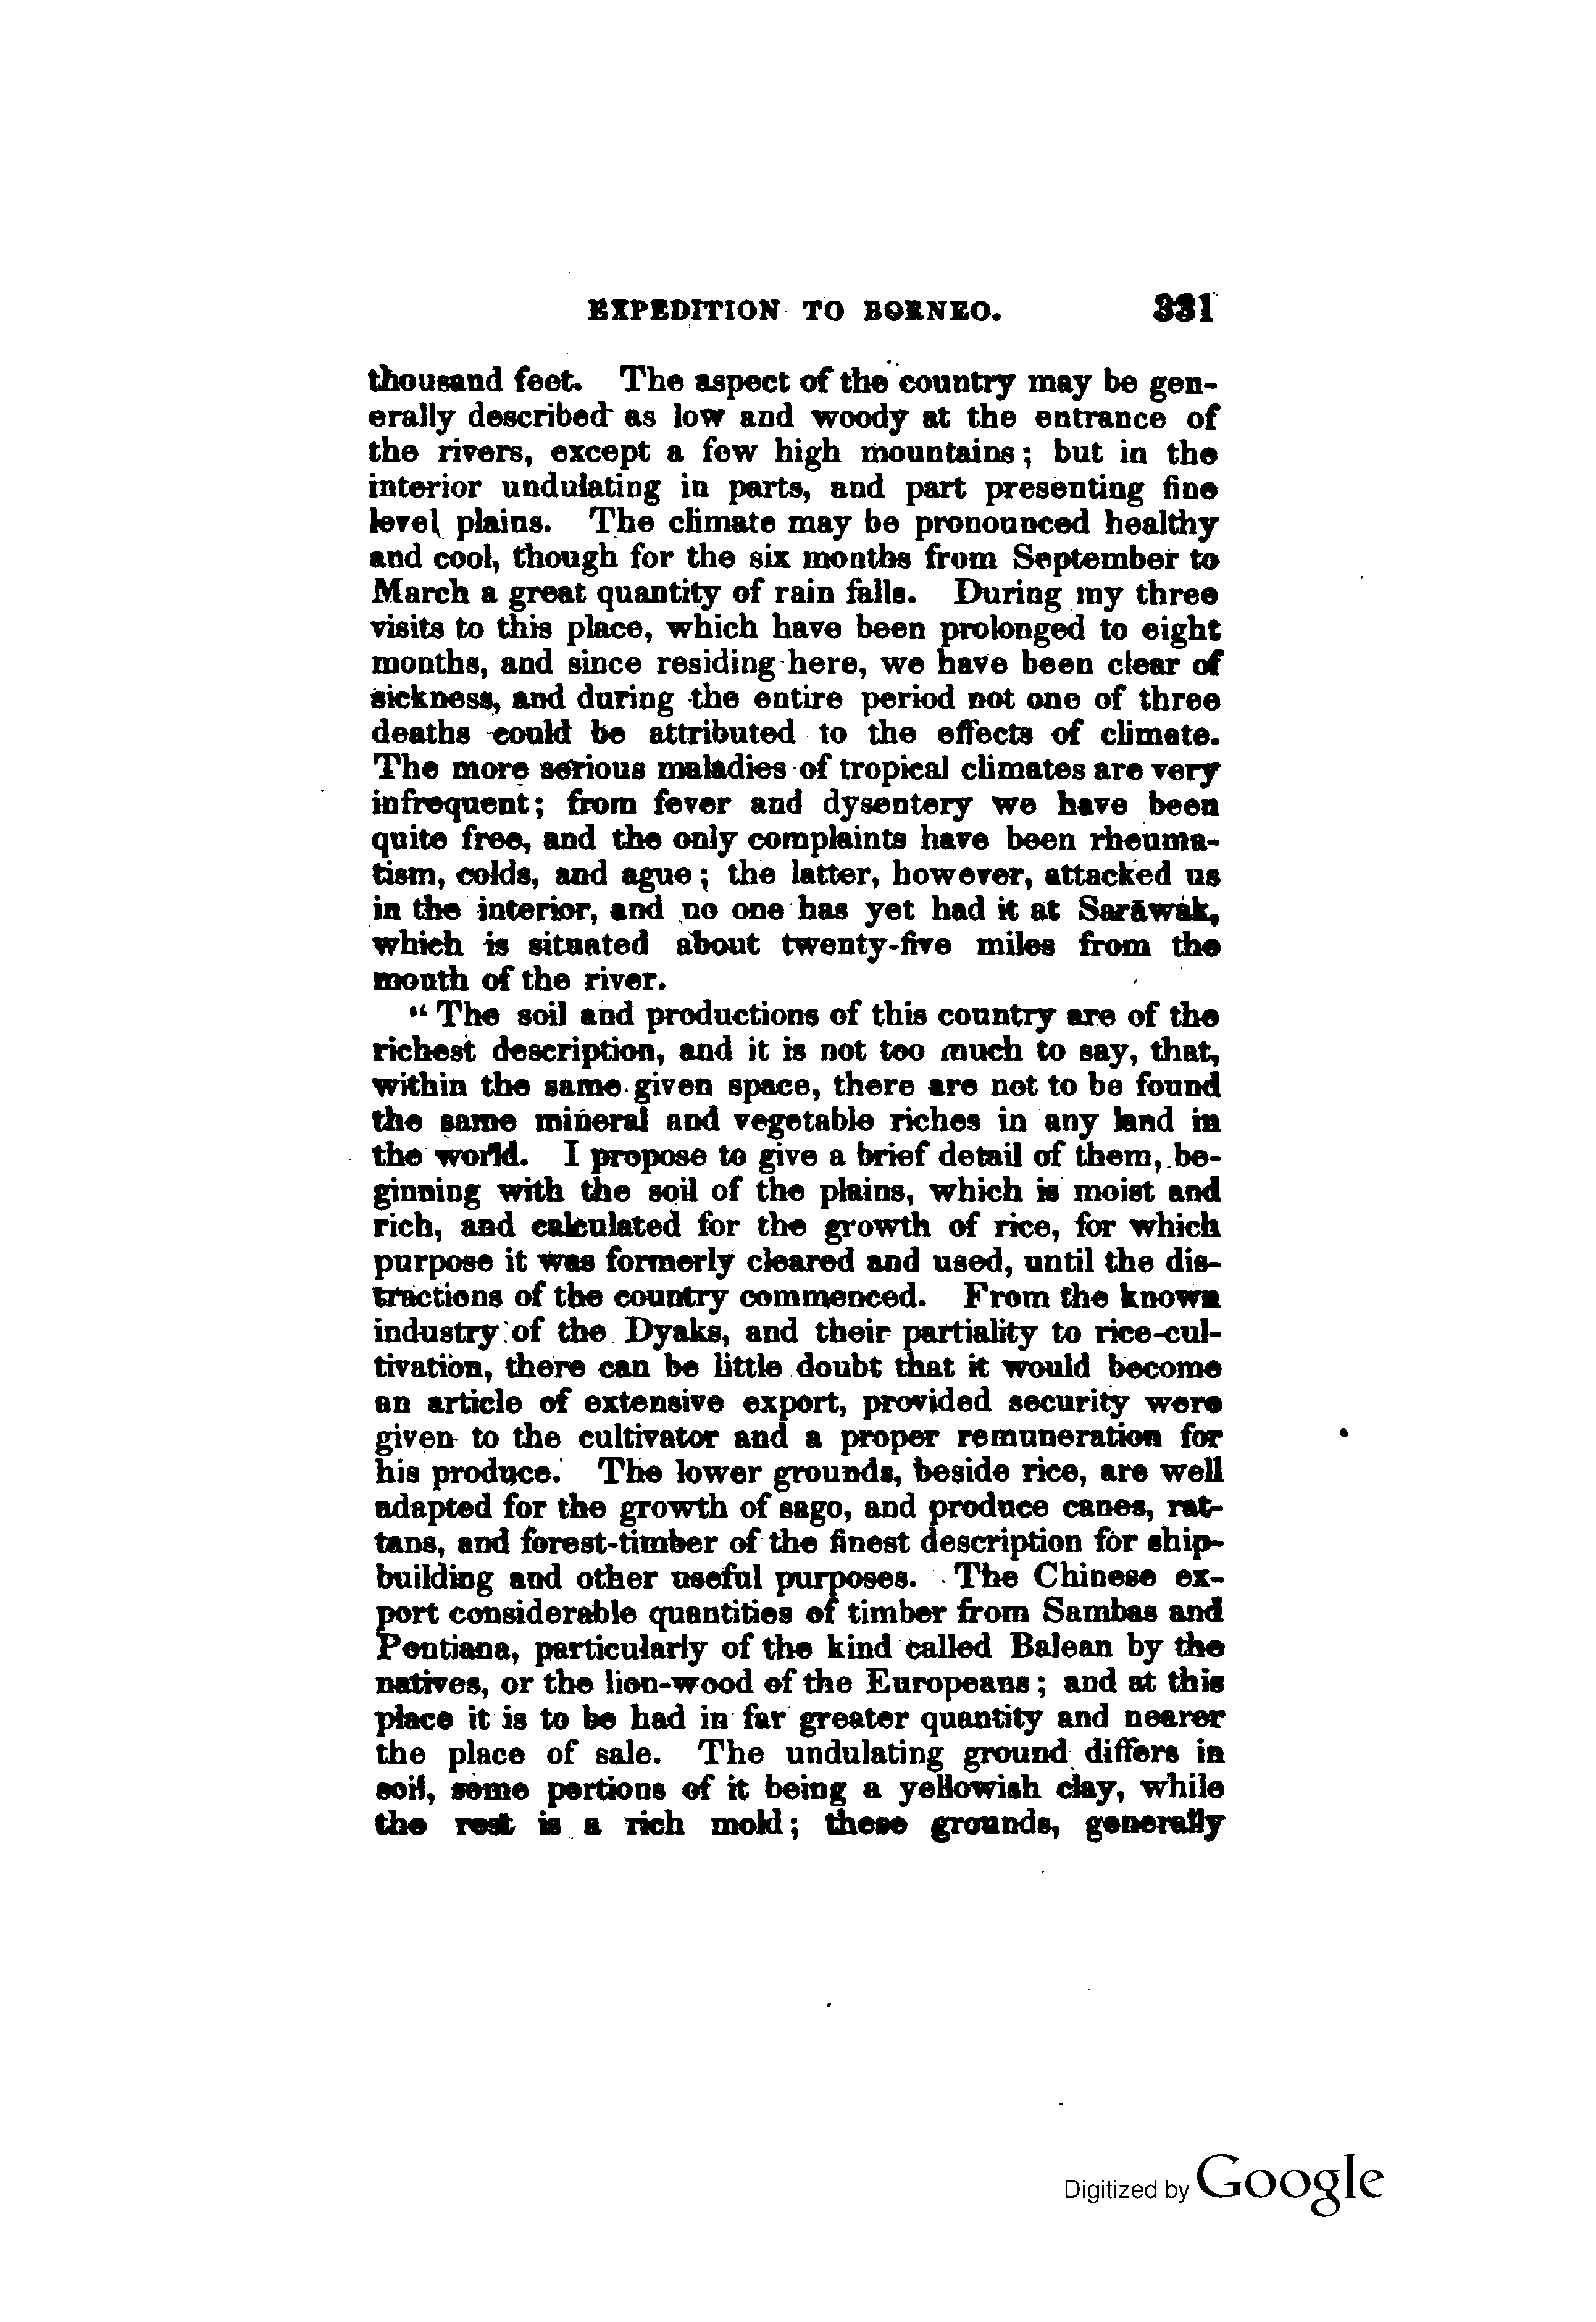 EXPEDITION TO BORNEO. 331
thousand feet. The aspect of the country may be gen-
erally described as low and woody at the entrance of
the rivers, except a few high mountains; but in the
interior undulating in parts, and part presenting fine
level plains. The climate may be pronounced healthy
and cool, though for the six months from September to
March a great quantity of rain falls. During my three
visits to this place, which have been prolonged to eight
months, and since residing here, we have been clear of
sickness, and during the entire period not one of three
deaths could be attributed to the effects of climate.
The more serious maladies of tropical climates are very
infrequent; from fever and dysentery we have been
quite free, and the only complaints have been rheuma-
tism, colds, and ague; the latter, however, attacked us
in the interior, and no one has yet had it at Sarāwak,
which is situated about twenty-five miles from the
mouth of the river.
“The soil and productions of this country are of the
richest description, and it is not too much to say, that,
within the same given space, there are not to be found
the same mineral and vegetable riches in any land in
the world. I propose to give a brief detail of them, be-
ginning with the soil of the plains, which is moist and
rich, and calculated for the growth of rice, for which
purpose it was formerly cleared and used, until the dis-
tractions of the country commenced. From the known
industry of the Dyaks, and their partiality to rice-cul-
tivation, there can be little doubt that it would become
an article of extensive export, provided security were
given to the cultivator and a proper remuneration for
his produce. The lower grounds, beside rice, are well
adapted for the growth of sago, and produce canes, rat-
tans, and forest-timber of the finest description for ship-
building and other useful purposes. The Chinese ex-
port considerable quantities of timber from Sambas and
Pontiana, particularly of the kind called Balean by the
natives, or the lion-wood of the Europeans; and at this
place it is to be had in far greater quantity and nearer
the place of sale. The undulating ground differs in
soil, some portions of it being a yellowish clay, while
the rest is a rich mold; these grounds, generally
Digitized by Google